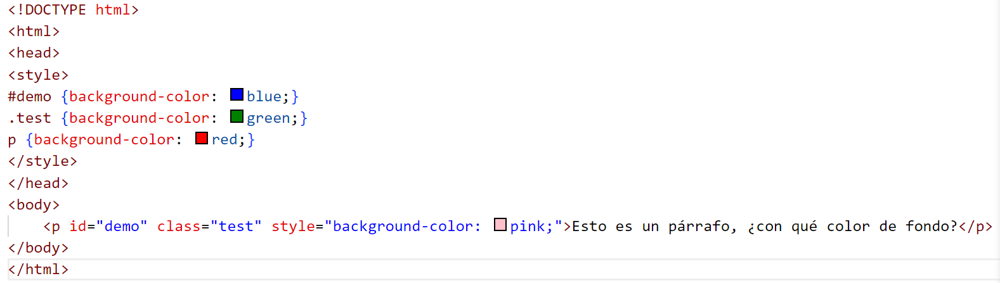 <!DOCTYPE html>
<html>
<head>
<style>
#demo {background-color: blue;}
.test {background-color: green;}
p {background-color: red;}
</style>
</head>
<body>
    <p id="demo" class="test" style="background-color: pink;">Esto es un párrafo, ¿con qué color de fondo?</p>
</body>
</html>